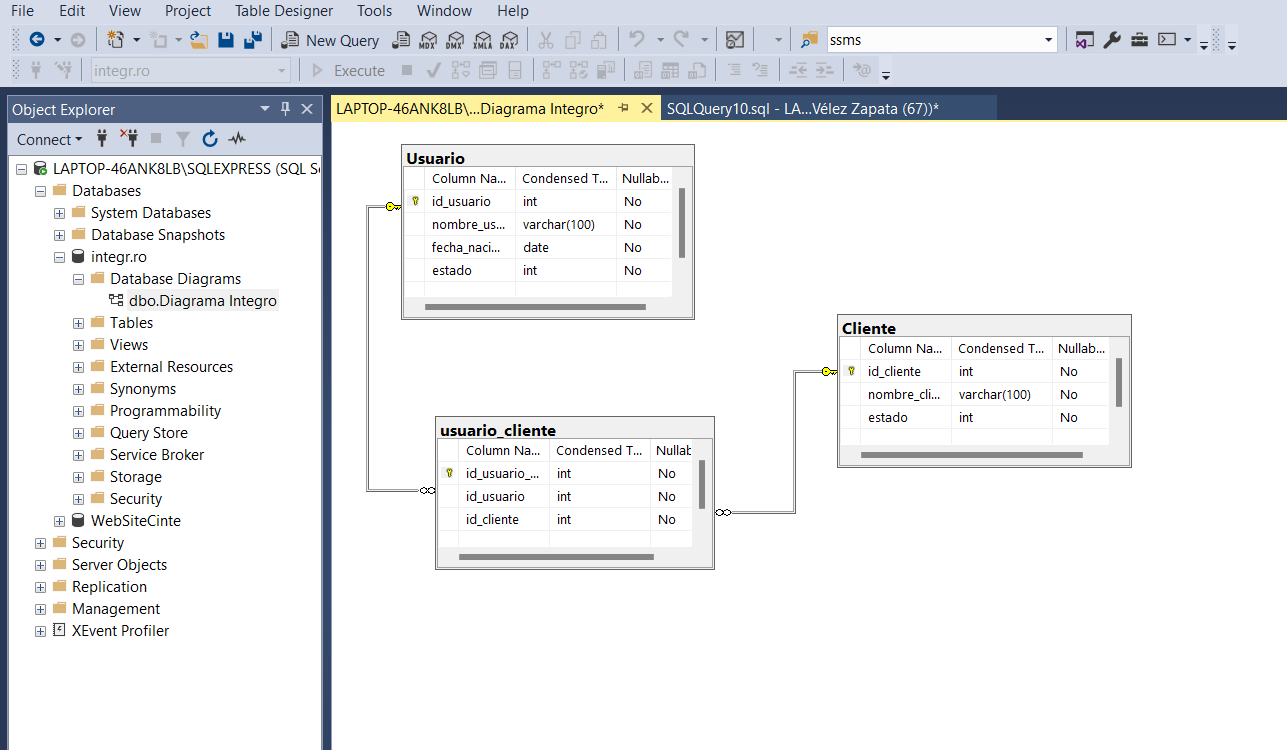 File Edit View Project Table Designer Tools Window Help
New Query MDX DMX XMLA DAX ssms
integr.ro Execute
Object Explorer
Connect
LAPTOP-46ANK8LB\SQLEXPRESS (SQL S
Databases
System Databases
Database Snapshots
integr.ro
Database Diagrams
dbo.Diagrama Integro
Tables
Views
External Resources
Synonyms
Programmability
Query Store
Service Broker
Storage
Security
WebSiteCinte
Security
Server Objects
Replication
Management
XEvent Profiler
LAPTOP-46ANK8LB\...Diagrama Integro* SQLQuery10.sql - LA...Vélez Zapata (67))*
Usuario
Column Na... Condensed T... Nullab...
id_usuario int No
nombre_us... varchar(100) No
fecha_naci... date No
estado int No
Cliente
Column Na... Condensed T... Nullab...
id_cliente int No
nombre_cli... varchar(100) No
estado int No
usuario_cliente
Column Na... Condensed T... Nullab
id_usuario_... int No
id_usuario int No
id_cliente int No